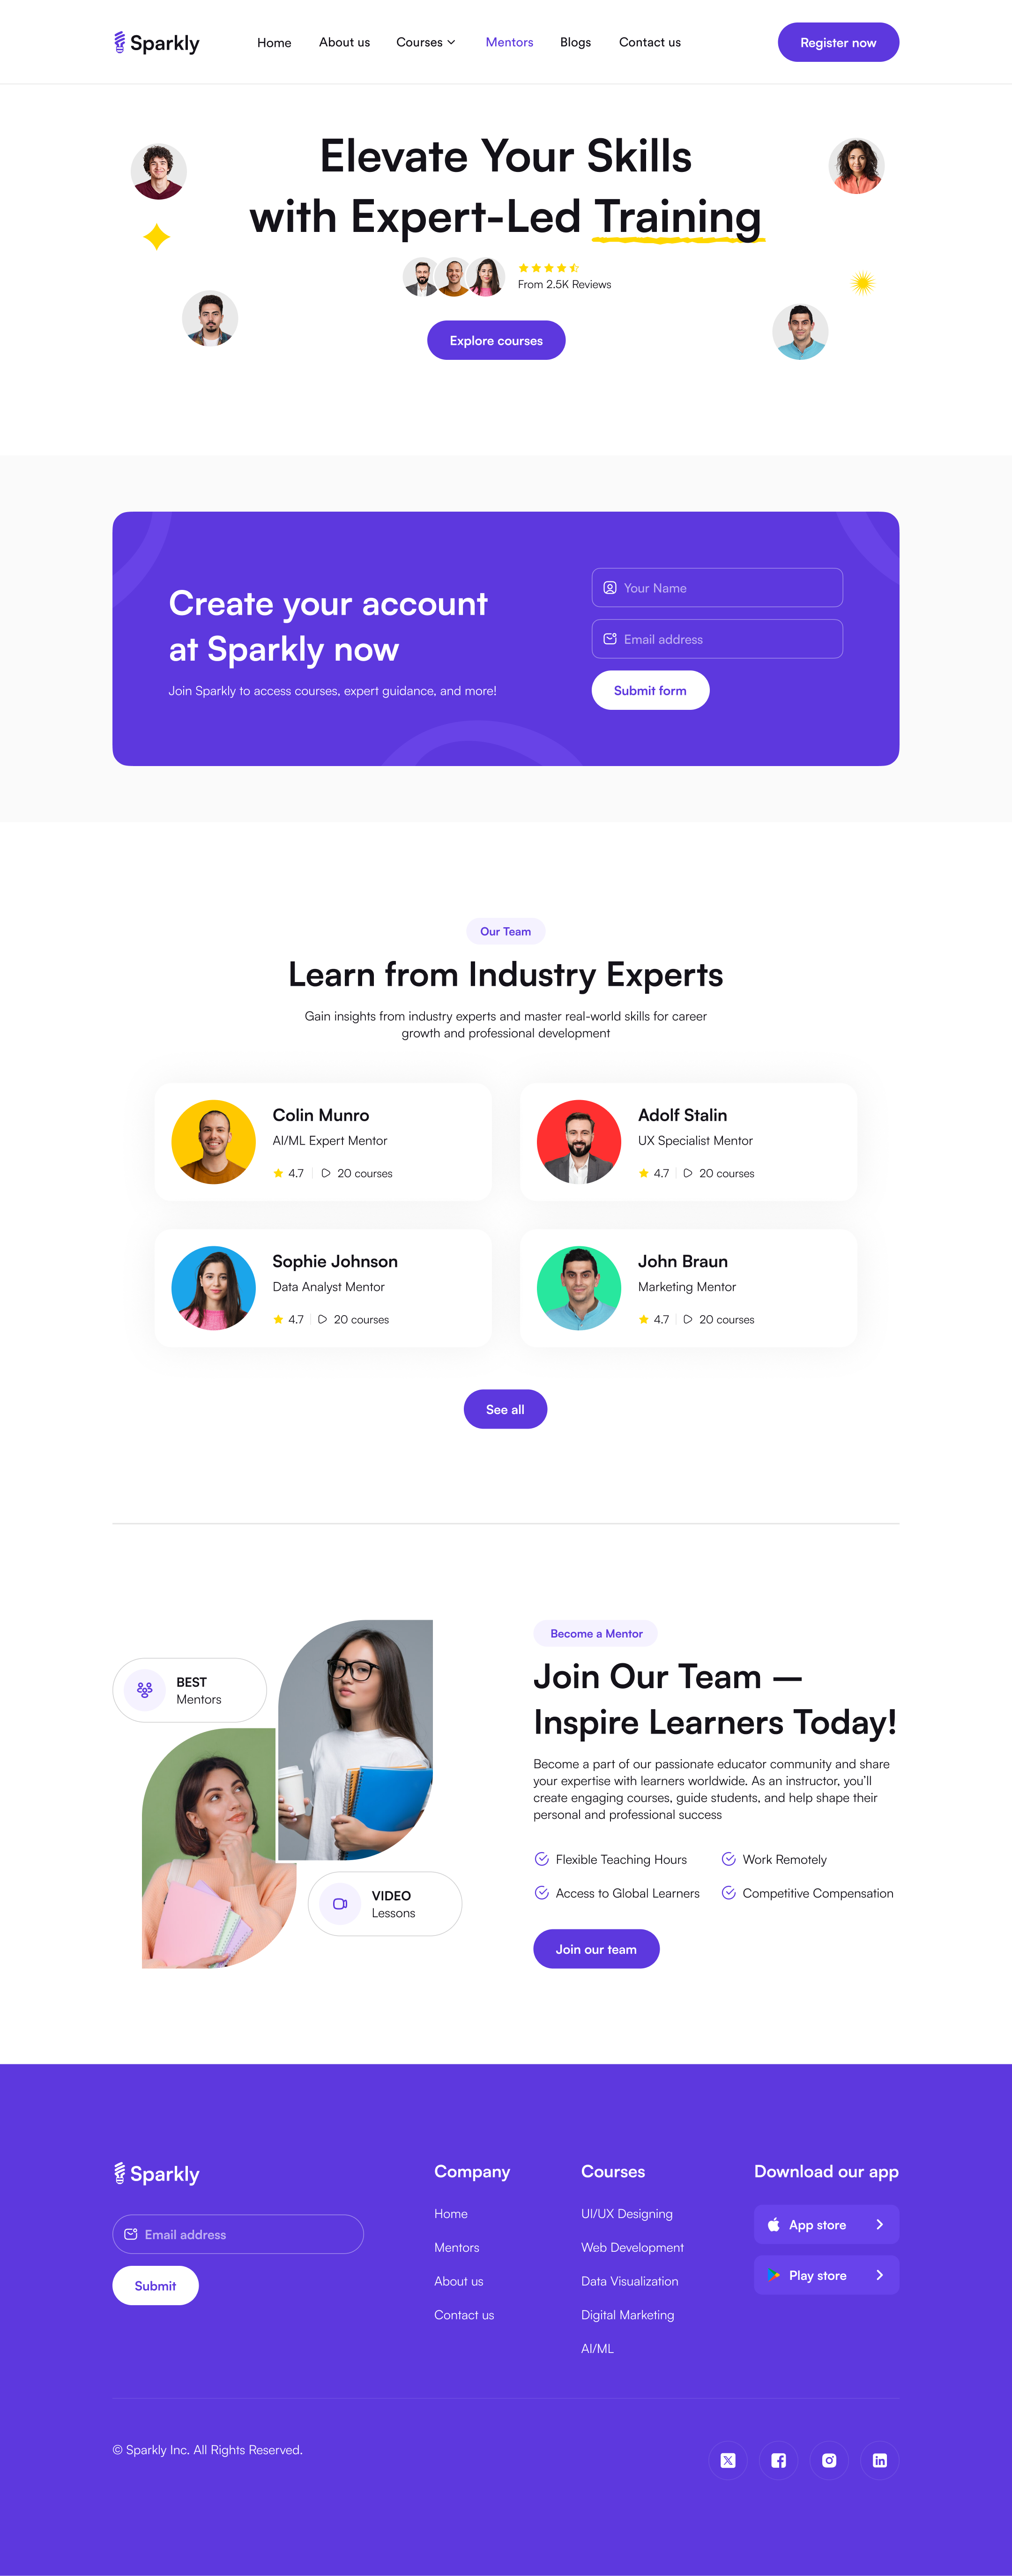 Sparkly
Home
About us
Courses
Mentors
Blogs
Contact us
Register now
Elevate Your Skills
with Expert-Led Training
From 2.5K Reviews
Explore courses
Create your account
at Sparkly now
Join Sparkly to access courses, expert guidance, and more!
Your Name
Email address
Submit form
Our Team
Learn from Industry Experts
Gain insights from industry experts and master real-world skills for career
growth and professional development
Colin Munro
AI/ML Expert Mentor
4.7
20 courses
Adolf Stalin
UX Specialist Mentor
4.7
20 courses
Sophie Johnson
Data Analyst Mentor
4.7
20 courses
John Braun
Marketing Mentor
4.7
20 courses
See all
BEST
Mentors
VIDEO
Lessons
Become a Mentor
Join Our Team —
Inspire Learners Today!
Become a part of our passionate educator community and share
your expertise with learners worldwide. As an instructor, you’ll
create engaging courses, guide students, and help shape their
personal and professional success
Flexible Teaching Hours
Work Remotely
Access to Global Learners
Competitive Compensation
Join our team
Sparkly
Email address
Submit
Company
Home
Mentors
About us
Contact us
Courses
UI/UX Designing
Web Development
Data Visualization
Digital Marketing
AI/ML
Download our app
App store
Play store
© Sparkly Inc. All Rights Reserved.